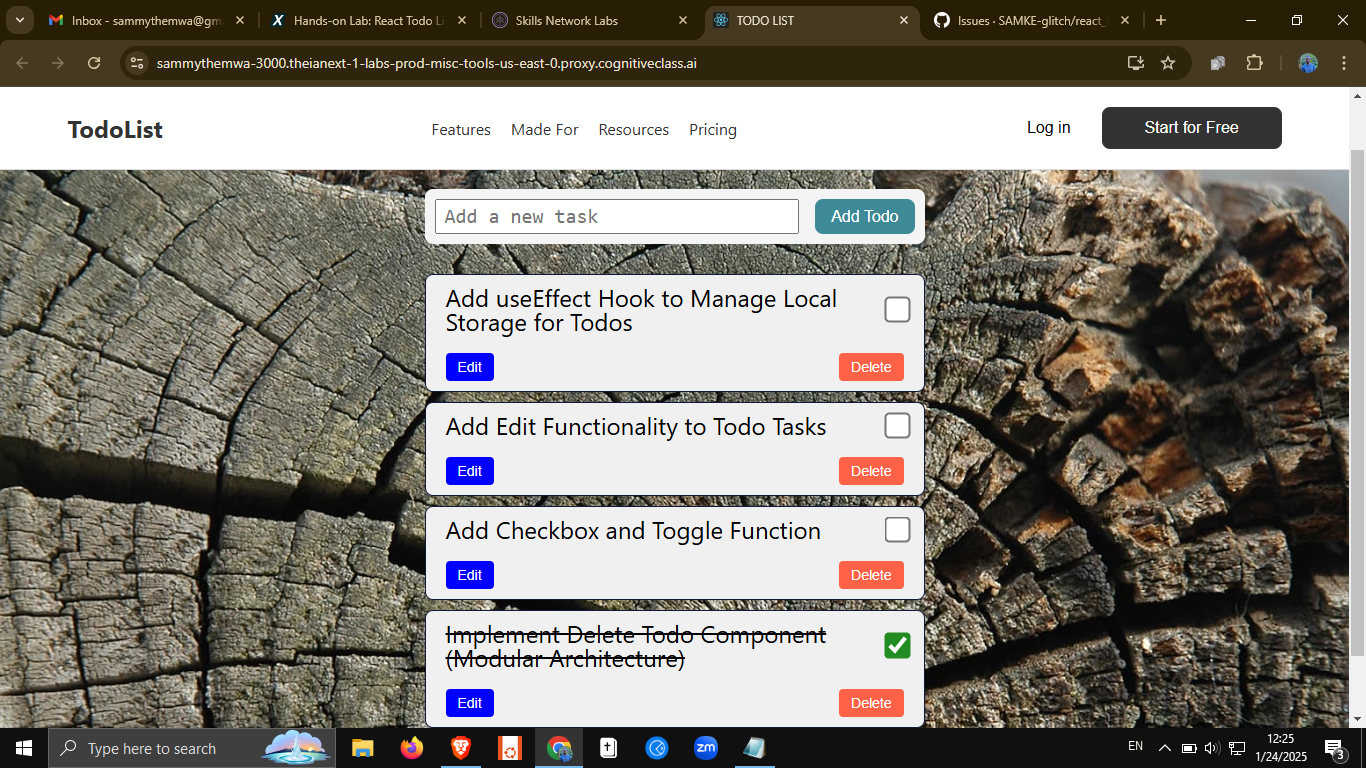 Inbox - sammythemwa@gm
Hands-on Lab: React Todo Li
Skills Network Labs
TODO LIST
Issues · SAMKE-glitch/react_
sammythemwa-3000.theianext-1-labs-prod-misc-tools-us-east-0.proxy.cognitiveclass.ai
TodoList
Features
Made For
Resources
Pricing
Log in
Start for Free
Add a new task
Add Todo
Add useEffect Hook to Manage Local
Storage for Todos
Edit
Delete
Add Edit Functionality to Todo Tasks
Edit
Delete
Add Checkbox and Toggle Function
Edit
Delete
Implement Delete Todo Component
(Modular Architecture)
Edit
Delete
Type here to search
zm
EN
12:25
1/24/2025
3